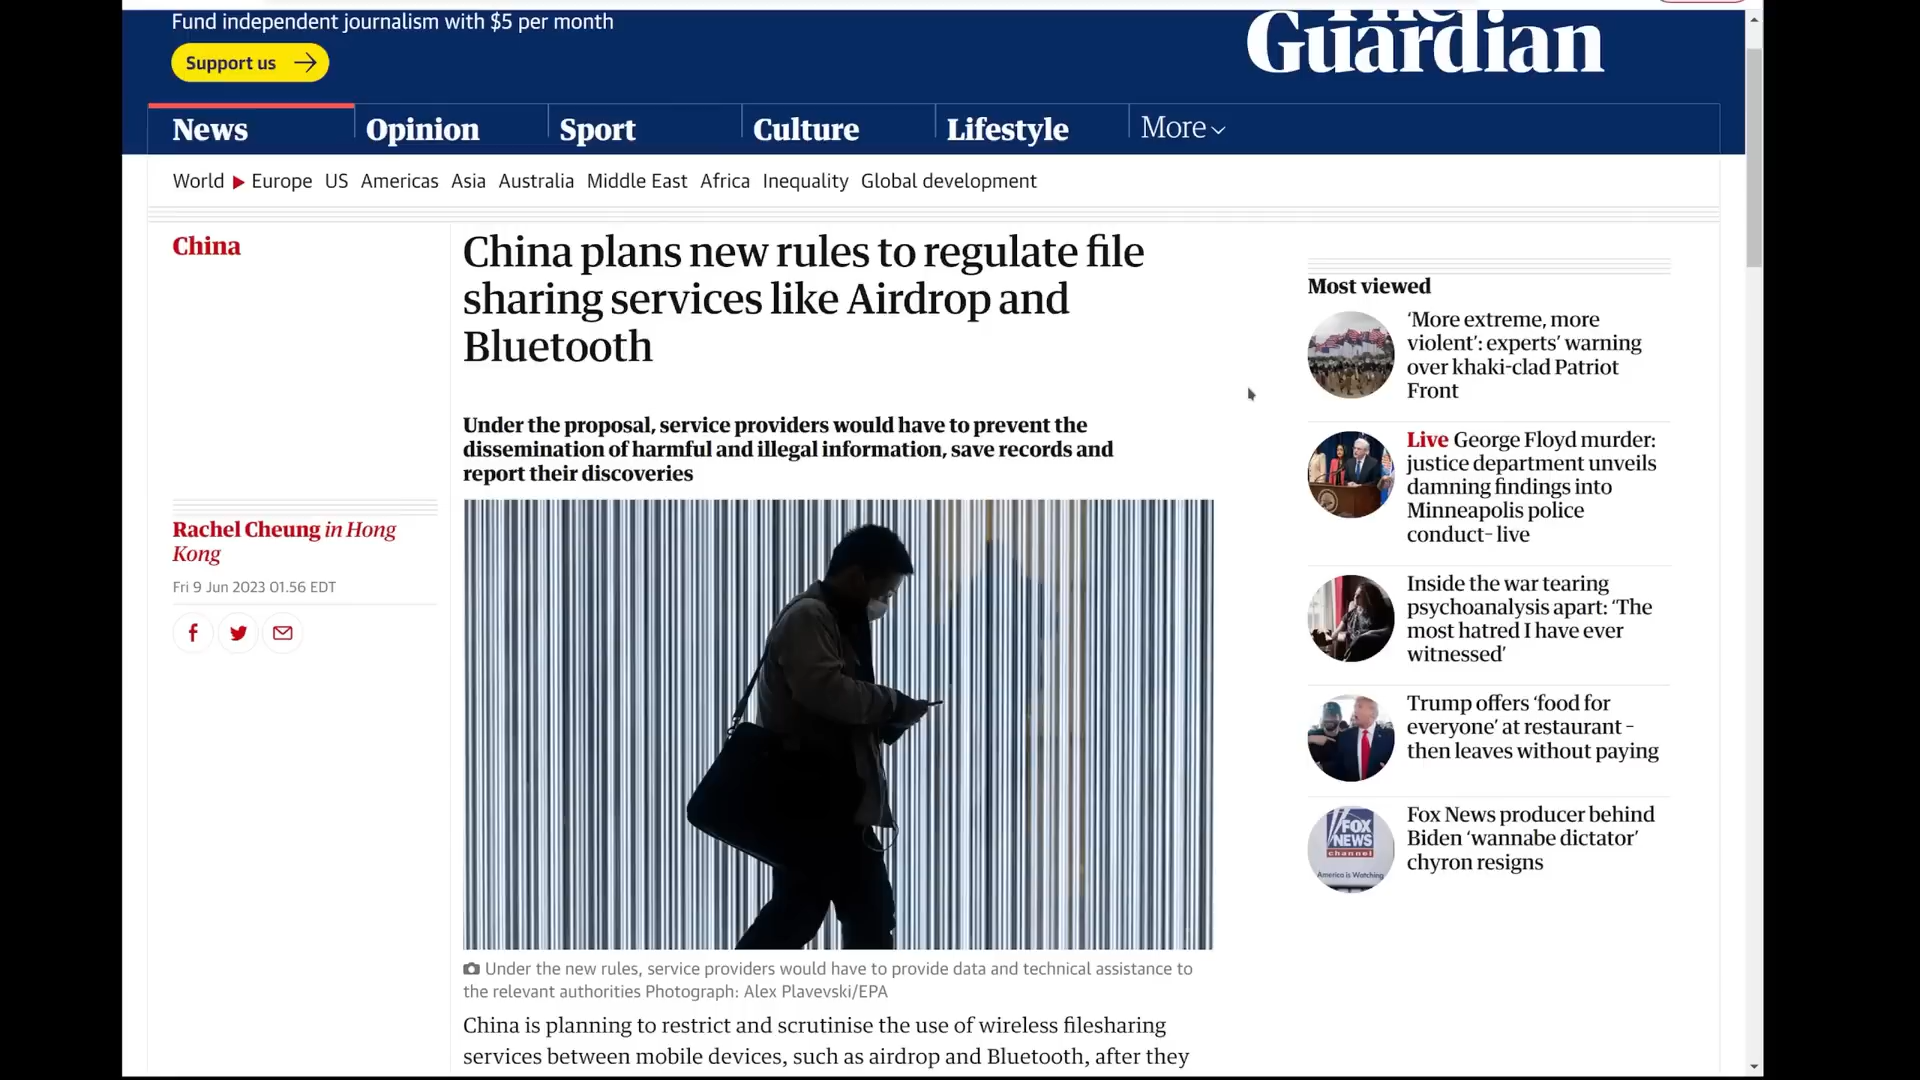 Fund independent journalism with $5 per month
Support us
The
Guardian
News Opinion Sport Culture Lifestyle More
World Europe US Americas Asia Australia Middle East Africa Inequality Global development
China
China plans new rules to regulate file
sharing services like Airdrop and
Bluetooth
Under the proposal, service providers would have to prevent the
dissemination of harmful and illegal information, save records and
report their discoveries
Rachel Cheung in Hong
Kong
Fri 9 Jun 2023 01.56 EDT
Under the new rules, service providers would have to provide data and technical assistance to
the relevant authorities Photograph: Alex Plavevski/EPA
China is planning to restrict and scrutinise the use of wireless filesharing
services between mobile devices, such as airdrop and Bluetooth, after they
Most viewed
‘More extreme, more
violent’: experts’ warning
over khaki-clad Patriot
Front
Live George Floyd murder:
justice department unveils
damning findings into
Minneapolis police
conduct– live
Inside the war tearing
psychoanalysis apart: ‘The
most hatred I have ever
witnessed’
Trump offers ‘food for
everyone’ at restaurant –
then leaves without paying
FOX
NEWS
channel
America is Watching
Fox News producer behind
Biden ‘wannabe dictator’
chyron resigns